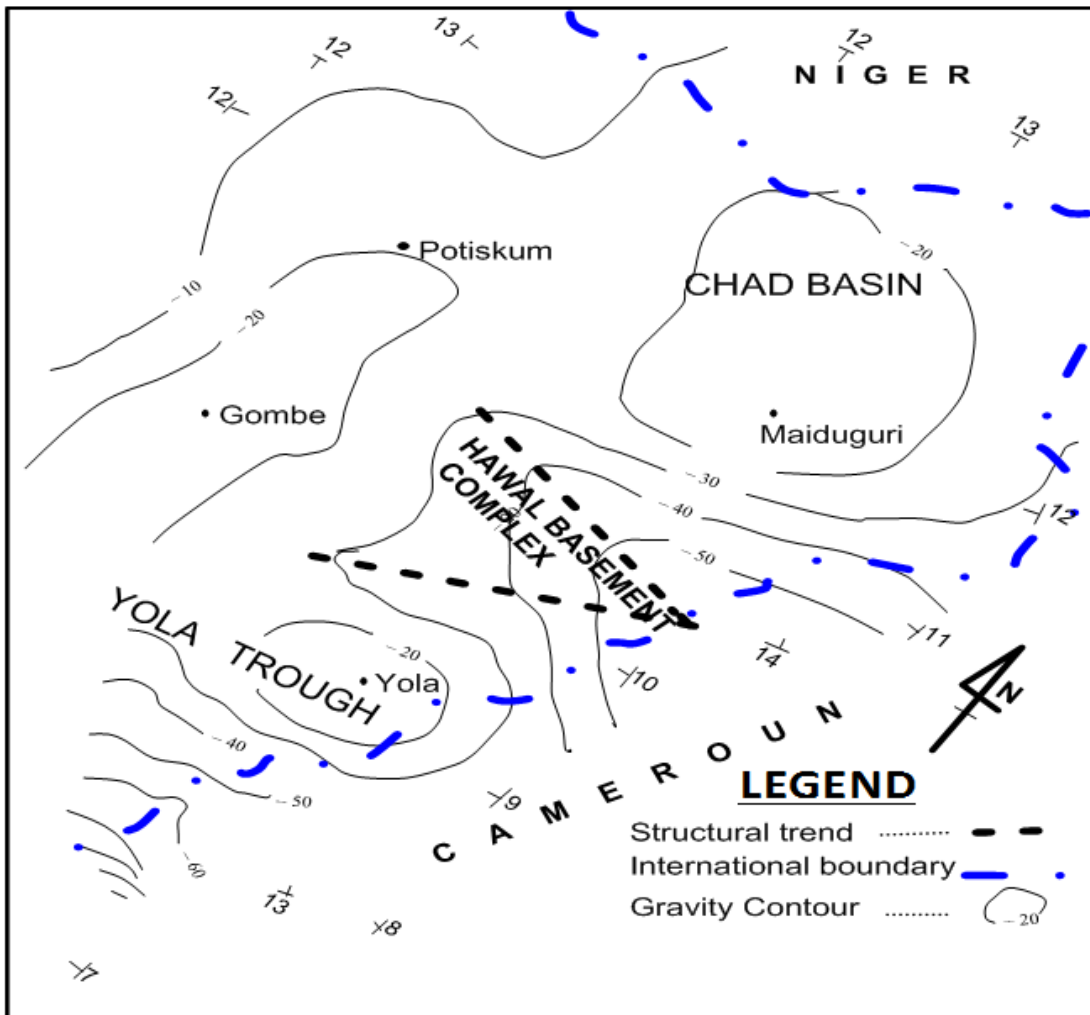 13
12
12
12
N I G E R
13
Potiskum
-20
CHAD BASIN
-10
-20
Gombe
Maiduguri
HAWAL BASEMENT
COMPLEX
-30
-40
12
-50
YOLA TROUGH
-20
Yola
11
14
10
N
-40
-50
9
C A M E R O U N
LEGEND
Structural trend ..........
International boundary
Gravity Contour ..........
-20
-60
13
8
7